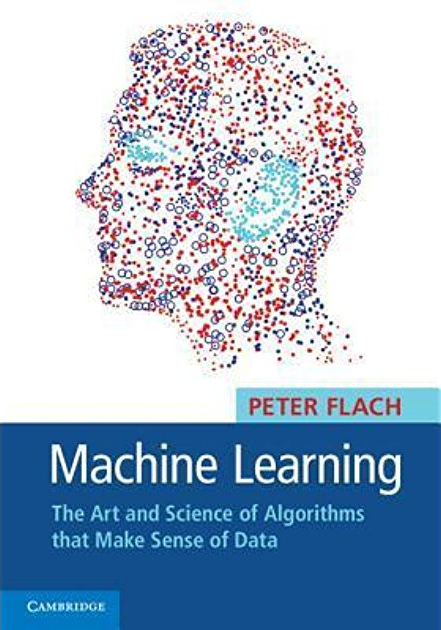 PETER FLACH
Machine Learning
The Art and Science of Algorithms
that Make Sense of Data
CAMBRIDGE